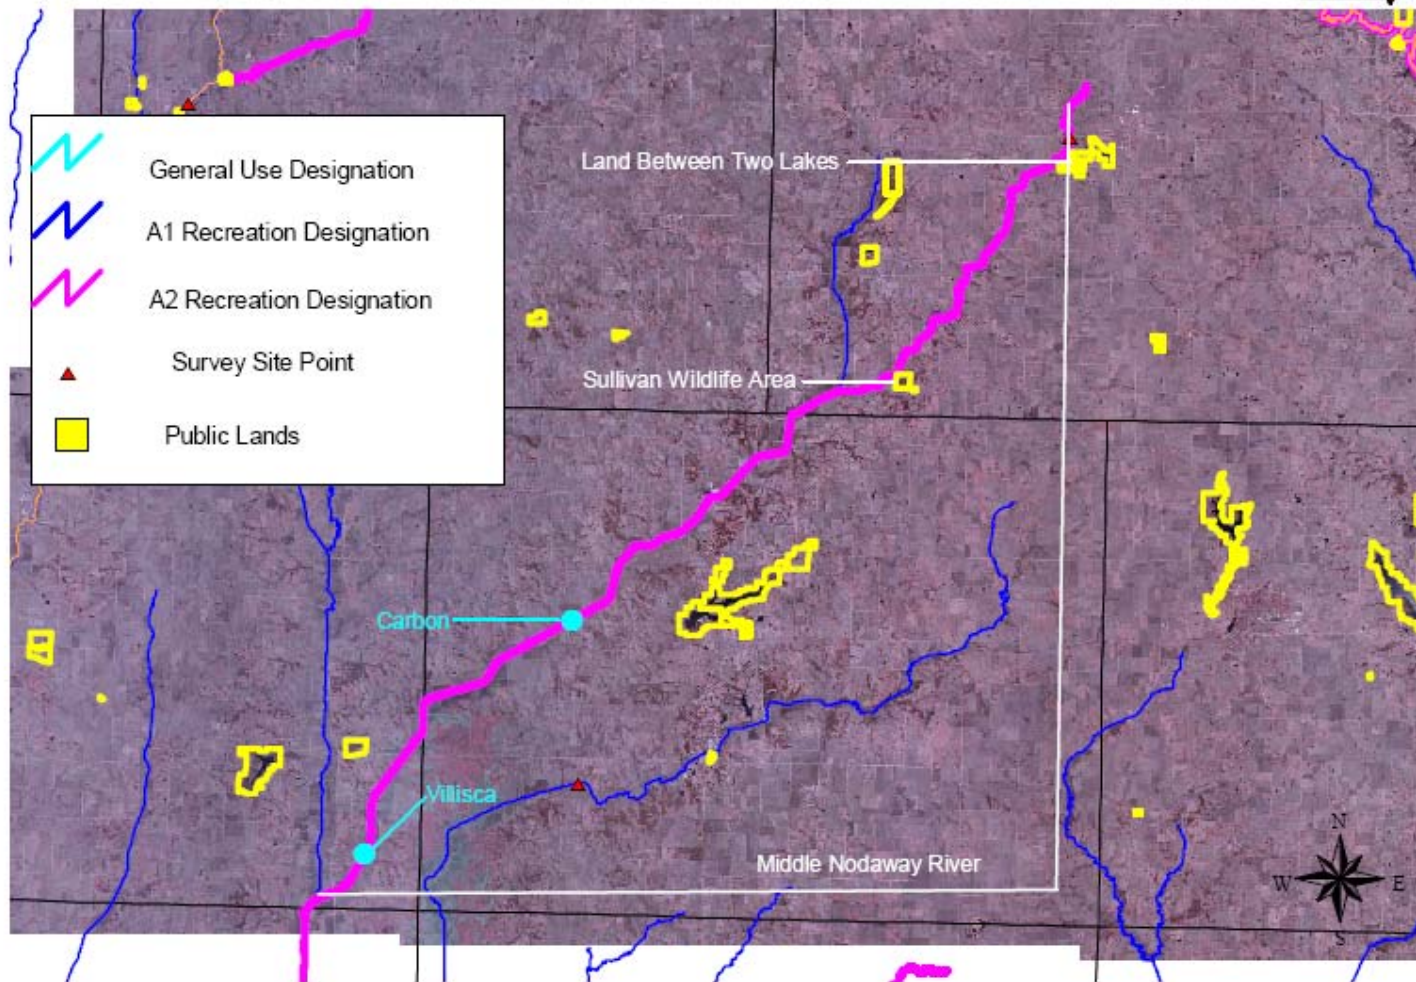 General Use Designation
A1 Recreation Designation
A2 Recreation Designation
Survey Site Point
Public Lands
Land Between Two Lakes
Sullivan Wildlife Area
Carbon
Villisca
Middle Nodaway River
N
W E
S